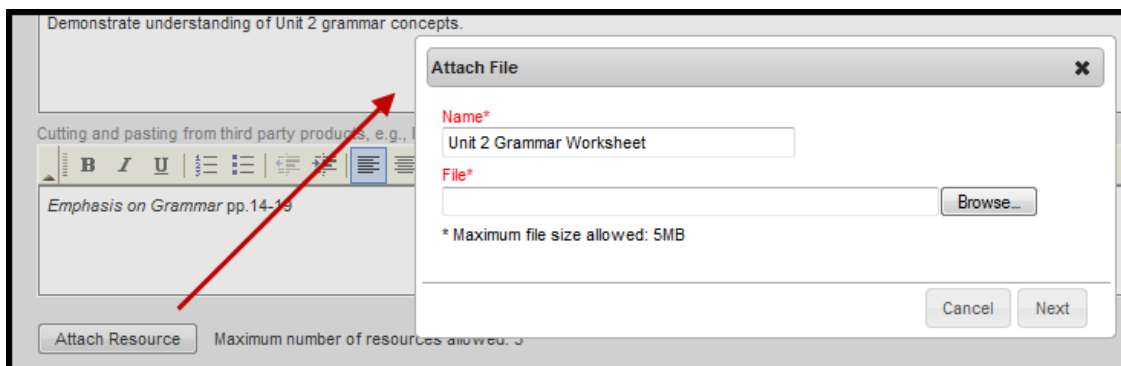 Demonstrate understanding of Unit 2 grammar concepts.
Attach File
Name*
Unit 2 Grammar Worksheet
File*
Browse...
* Maximum file size allowed: 5MB
Cancel Next
Cutting and pasting from third party products, e.g.,
B I U
Emphasis on Grammar pp.14-19
Attach Resource Maximum number of resources allowed: